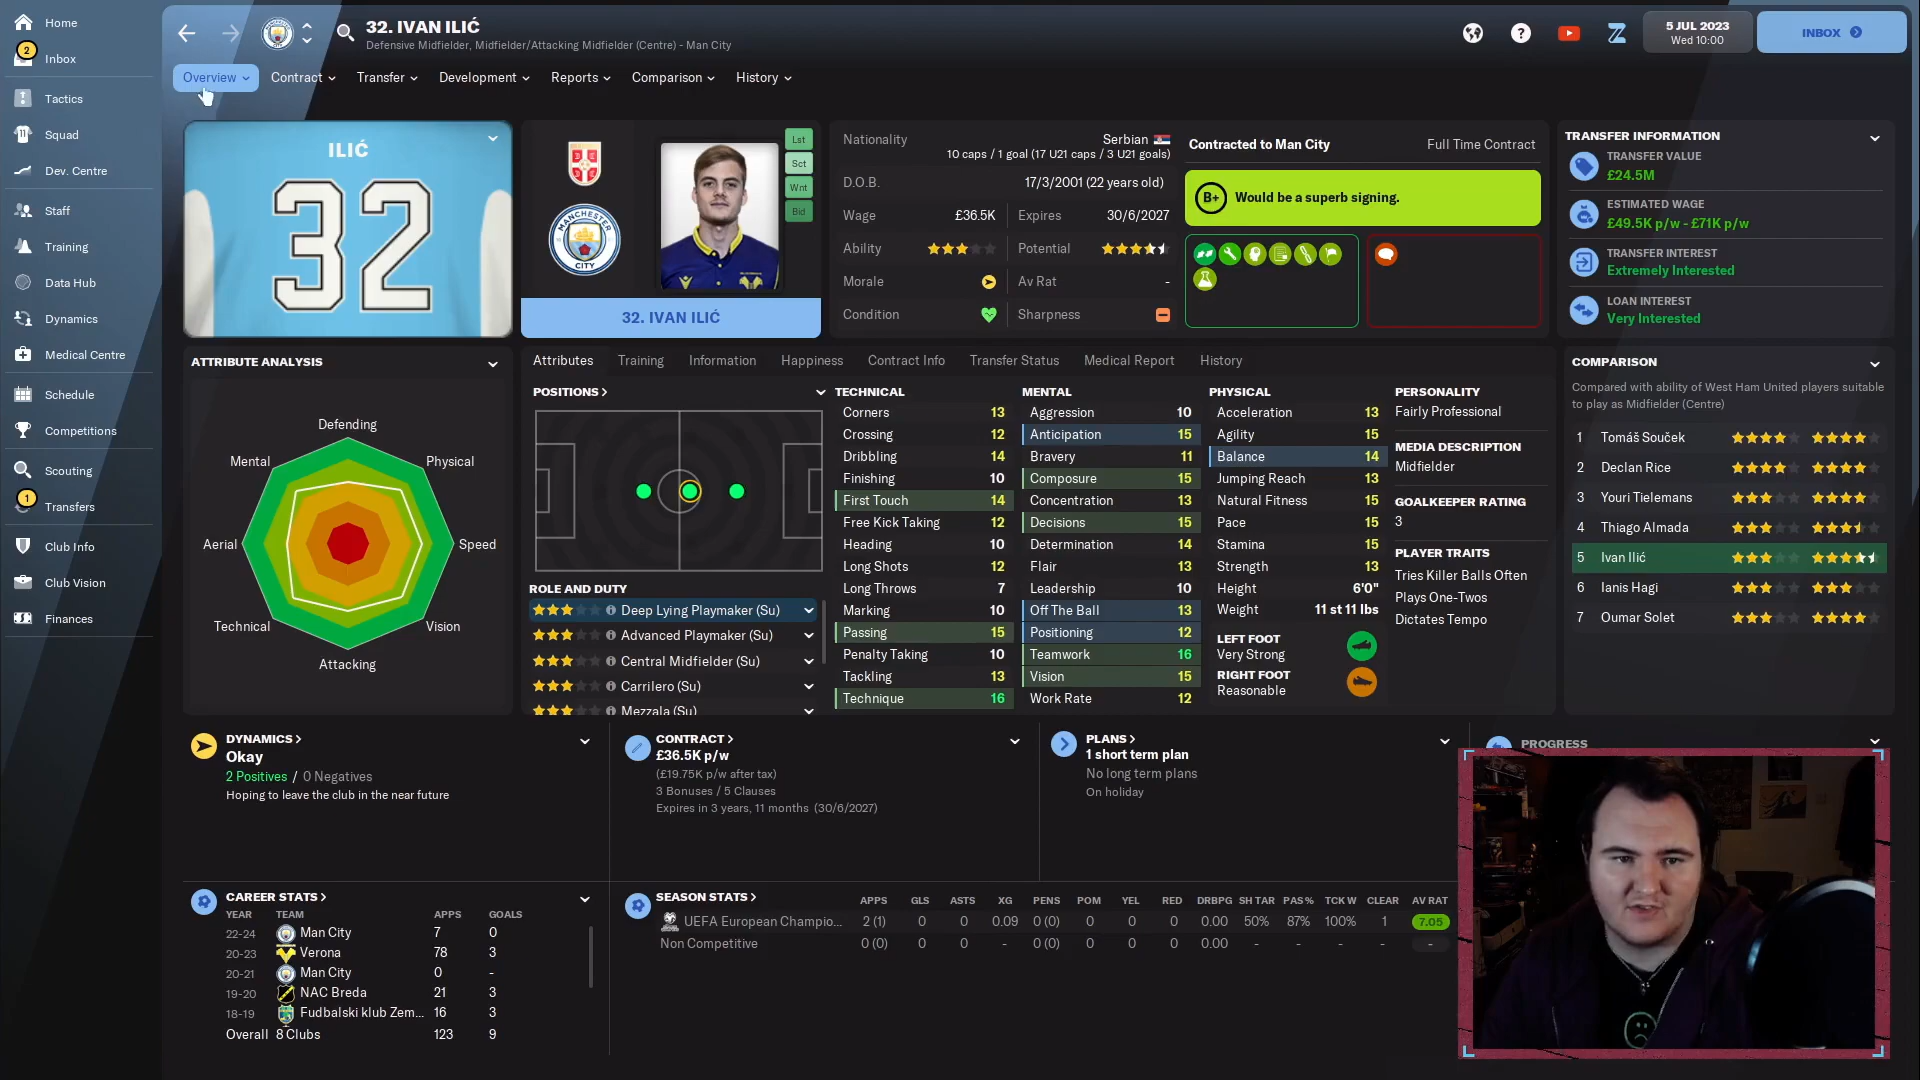 Home
2
Inbox
Tactics
Squad
Dev. Centre
Staff
Training
Data Hub
Dynamics
Medical Centre
Schedule
Competitions
Scouting
1
Transfers
Club Info
Club Vision
Finances
32. IVAN ILIĆ
Defensive Midfielder, Midfielder/Attacking Midfielder (Centre) - Man City
5 JUL 2023
Wed 10:00
INBOX
Overview
Contract
Transfer
Development
Reports
Comparison
History
ILIĆ
32
MANCHESTER
CITY
Lst
Sct
Wnt
Bid
32. IVAN ILIĆ
Nationality
Serbian
10 caps / 1 goal (17 U21 caps / 3 U21 goals)
D.O.B.
17/3/2001 (22 years old)
Wage £36.5K
Expires 30/6/2027
Ability
Potential
Morale
Av Rat -
Condition
Sharpness
Contracted to Man City
Full Time Contract
B+ Would be a superb signing.
TRANSFER INFORMATION
TRANSFER VALUE
£24.5M
ESTIMATED WAGE
£49.5K p/w - £71K p/w
TRANSFER INTEREST
Extremely Interested
LOAN INTEREST
Very Interested
ATTRIBUTE ANALYSIS
Defending
Mental
Physical
Aerial
Speed
Technical
Vision
Attacking
Attributes
Training
Information
Happiness
Contract Info
Transfer Status
Medical Report
History
POSITIONS >
ROLE AND DUTY
Deep Lying Playmaker (Su)
Advanced Playmaker (Su)
Central Midfielder (Su)
Carrilero (Su)
Mezzala (Su)
TECHNICAL
Corners 13
Crossing 12
Dribbling 14
Finishing 10
First Touch 14
Free Kick Taking 12
Heading 10
Long Shots 12
Long Throws 7
Marking 10
Passing 15
Penalty Taking 10
Tackling 13
Technique 16
MENTAL
Aggression 10
Anticipation 15
Bravery 11
Composure 15
Concentration 13
Decisions 15
Determination 14
Flair 13
Leadership 10
Off The Ball 13
Positioning 12
Teamwork 16
Vision 15
Work Rate 12
PHYSICAL
Acceleration 13
Agility 15
Balance 14
Jumping Reach 13
Natural Fitness 15
Pace 15
Stamina 15
Strength 13
Height 6'0"
Weight 11 st 11 lbs
LEFT FOOT
Very Strong
RIGHT FOOT
Reasonable
PERSONALITY
Fairly Professional
MEDIA DESCRIPTION
Midfielder
GOALKEEPER RATING
3
PLAYER TRAITS
Tries Killer Balls Often
Plays One-Twos
Dictates Tempo
COMPARISON
Compared with ability of West Ham United players suitable
to play as Midfielder (Centre)
1 Tomáš Souček
2 Declan Rice
3 Youri Tielemans
4 Thiago Almada
5 Ivan Ilić
6 Ianis Hagi
7 Oumar Solet
DYNAMICS >
Okay
2 Positives / 0 Negatives
Hoping to leave the club in the near future
CONTRACT >
£36.5K p/w
(£19.75K p/w after tax)
3 Bonuses / 5 Clauses
Expires in 3 years, 11 months (30/6/2027)
PLANS >
1 short term plan
No long term plans
On holiday
PROGRESS
CAREER STATS >
YEAR TEAM APPS GOALS
22-24 Man City 7 0
20-23 Verona 78 3
20-21 Man City 0 -
19-20 NAC Breda 21 3
18-19 Fudbalski klub Zem... 16 3
Overall 8 Clubs 123 9
SEASON STATS >
APPS GLS ASTS XG PENS POM YEL RED DRBPG SH TAR PAS % TCK W CLEAR AV RAT
UEFA European Champio... 2 (1) 0 0 0.09 0 (0) 0 0 0 0.00 50% 87% 100% 1 7.05
Non Competitive 0 (0) 0 0 - 0 (0) 0 0 0 0.00 - - - - -